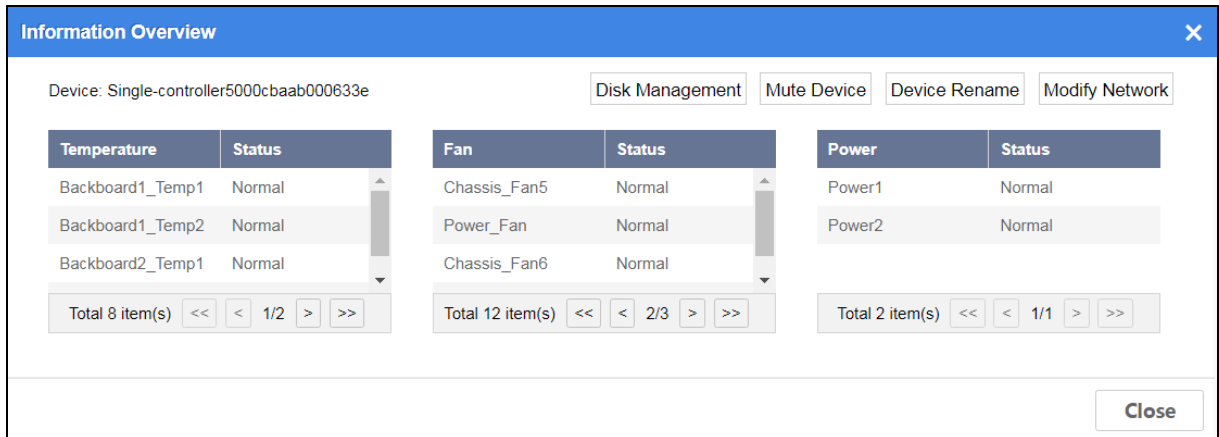 Information Overview ×
Device: Single-controller5000cbaab000633e Disk Management Mute Device Device Rename Modify Network
Temperature Status Fan Status Power Status
Backboard1_Temp1 Normal Chassis_Fan5 Normal Power1 Normal
Backboard1_Temp2 Normal Power_Fan Normal Power2 Normal
Backboard2_Temp1 Normal Chassis_Fan6 Normal
Total 8 item(s) << < 1/2 > >> Total 12 item(s) << < 2/3 > >> Total 2 item(s) << < 1/1 > >>
Close